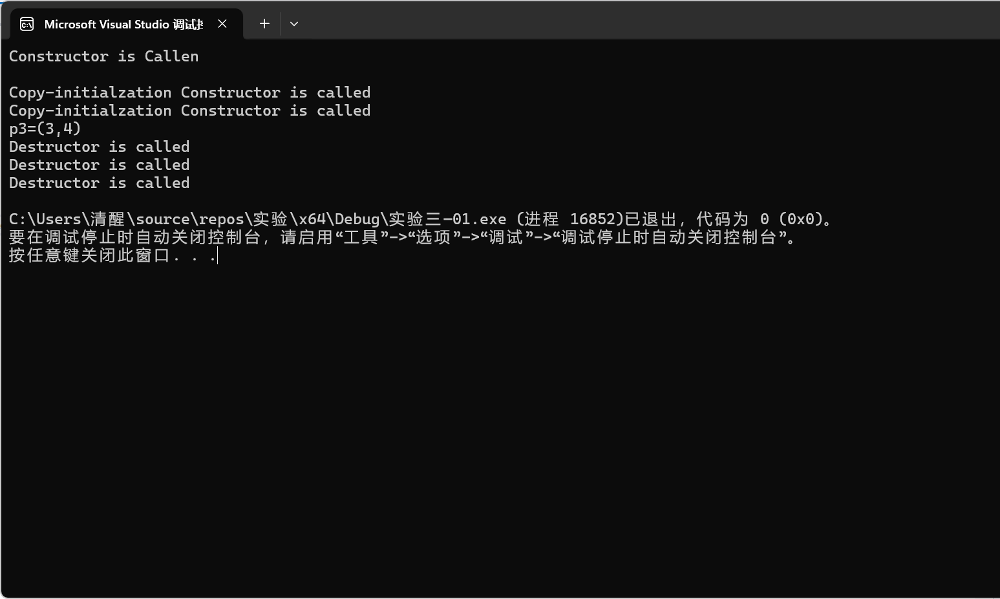 Microsoft Visual Studio 调试控
Constructor is Callen
Copy-initialzation Constructor is called
Copy-initialzation Constructor is called
p3=(3,4)
Destructor is called
Destructor is called
Destructor is called
C:\Users\清醒\source\repos\实验\x64\Debug\实验三-01.exe (进程 16852)已退出，代码为 0 (0x0)。
要在调试停止时自动关闭控制台，请启用“工具”->“选项”->“调试”->“调试停止时自动关闭控制台”。
按任意键关闭此窗口. . .